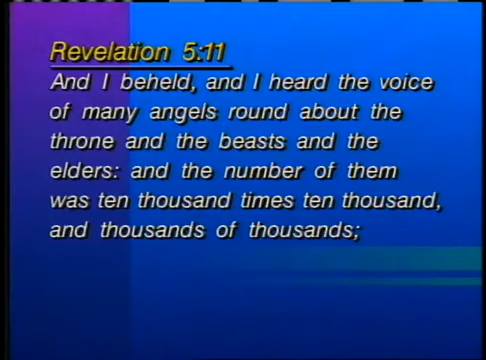 Revelation 5:11
And I beheld, and I heard the voice
of many angels round about the
throne and the beasts and the
elders: and the number of them
was ten thousand times ten thousand,
and thousands of thousands;